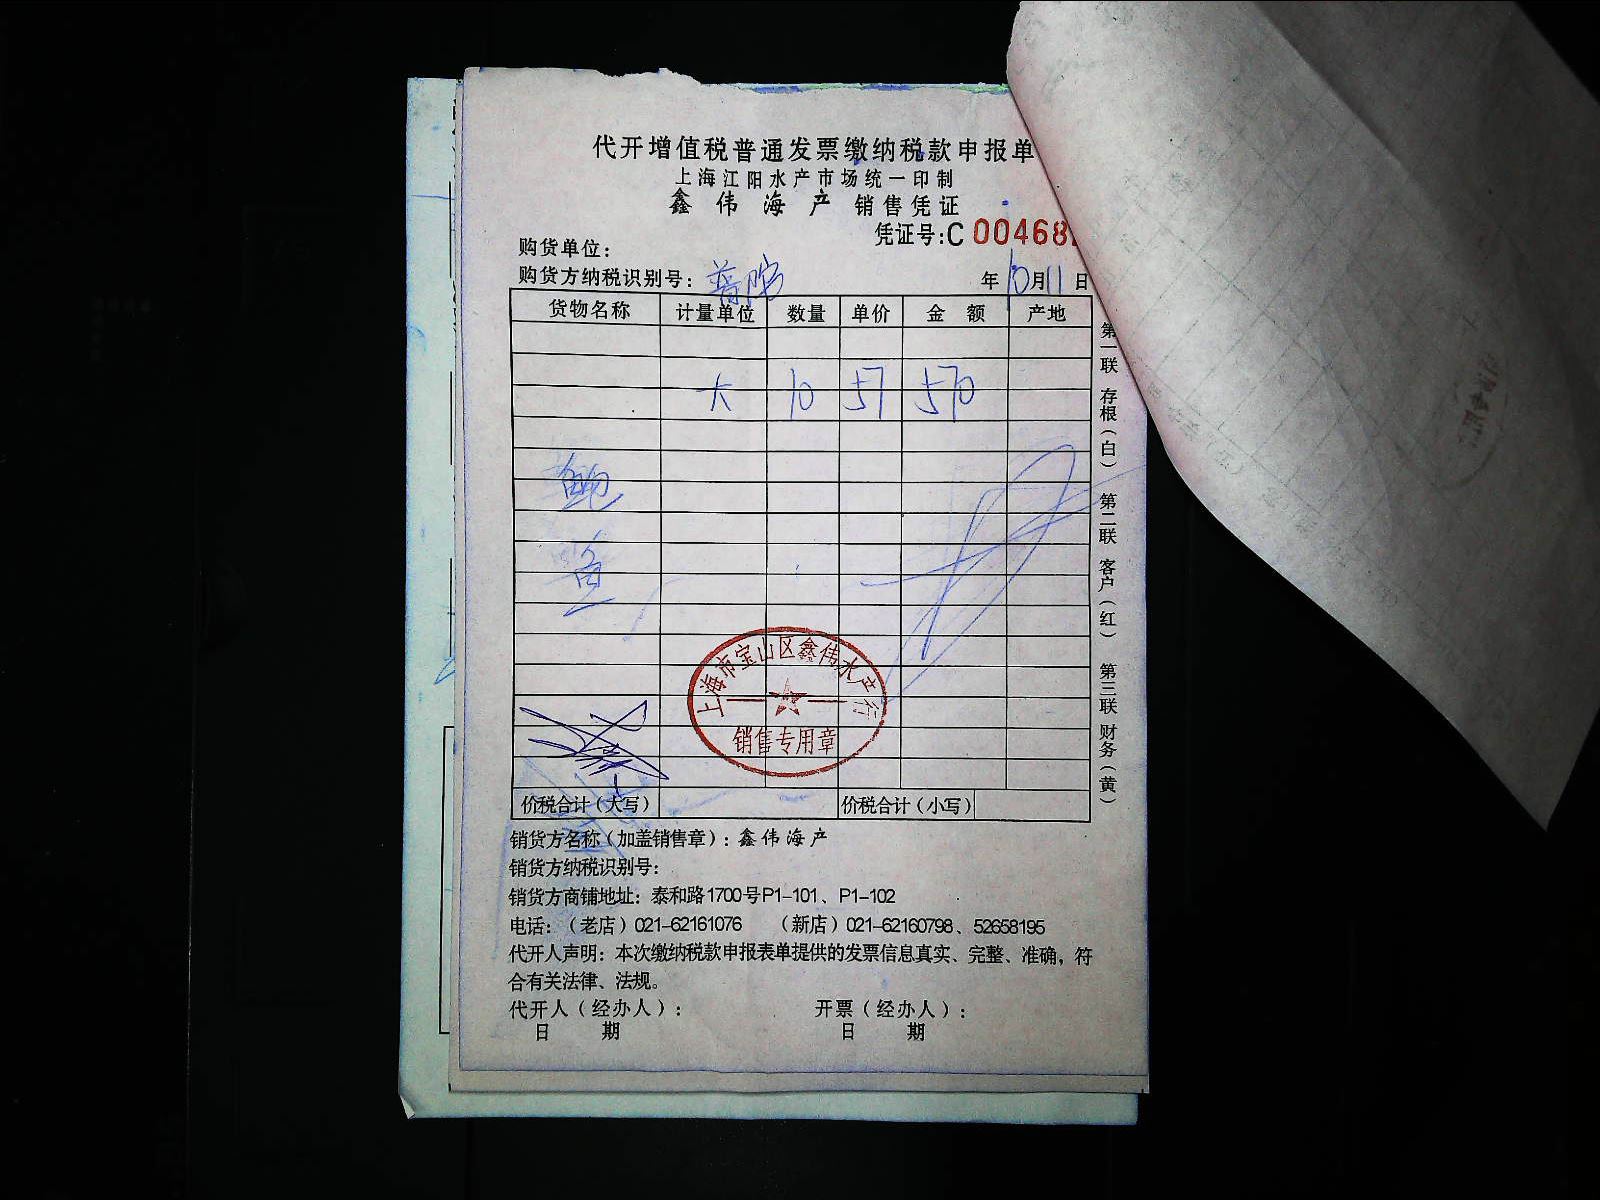 代开增值税普通发票缴纳税款申报单
上海江阳水产市场统一印制
鑫伟海产 销售凭证
凭证号:C 00468
购货单位：
购货方纳税识别号：普陀 年10月11日
货物名称 计量单位 数量 单价 金额 产地
大 10 57 570
鲍
鱼
上海市宝山区鑫伟水产行
销售专用章
价税合计（大写） 价税合计（小写）
第一联 存根（白） 第二联 客户（红） 第三联 财务（黄）
销货方名称（加盖销售章）：鑫伟海产
销货方纳税识别号：
销货方商铺地址：泰和路1700号P1-101、P1-102
电话：（老店）021-62161076 （新店）021-62160798、52658195
代开人声明：本次缴纳税款申报表单提供的发票信息真实、完整、准确，符
合有关法律、法规。
代开人（经办人）： 开票（经办人）：
日 期 日 期